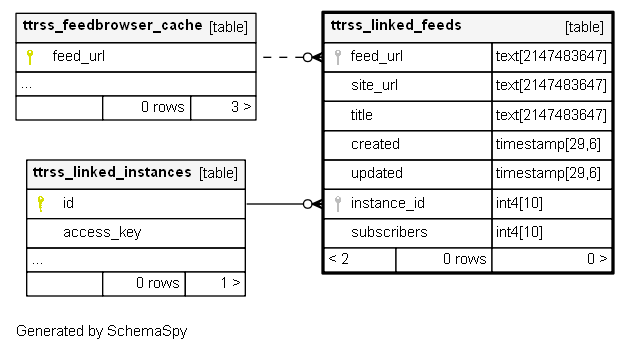 ttrss_feedbrowser_cache [table]
feed_url
...
0 rows 3 >
ttrss_linked_instances [table]
id
access_key
...
0 rows 1 >
ttrss_linked_feeds [table]
feed_url text[2147483647]
site_url text[2147483647]
title text[2147483647]
created timestamp[29,6]
updated timestamp[29,6]
instance_id int4[10]
subscribers int4[10]
< 2 0 rows 0 >
Generated by SchemaSpy